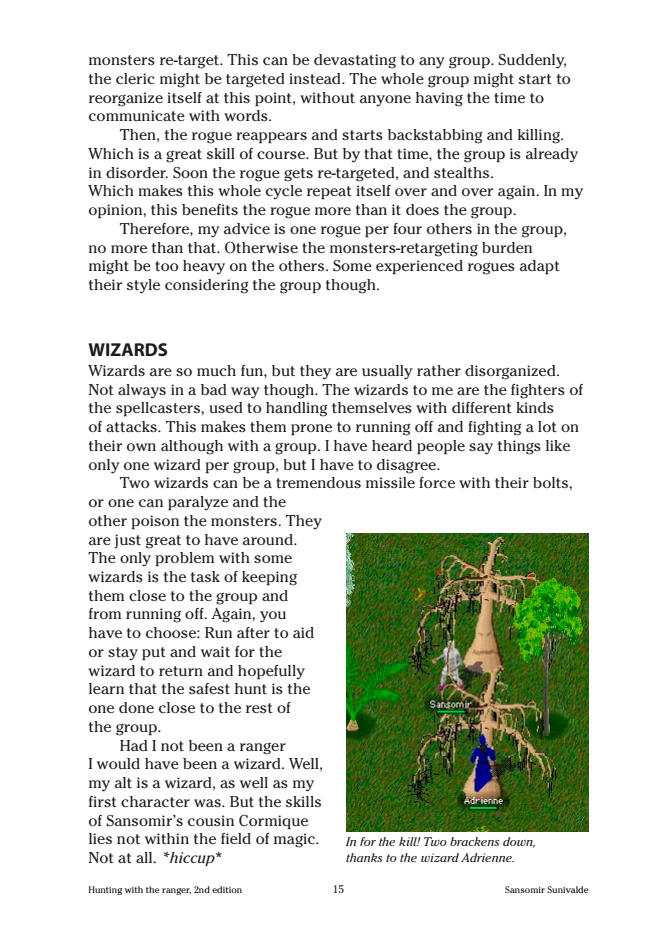 monsters re-target. This can be devastating to any group. Suddenly,
the cleric might be targeted instead. The whole group might start to
reorganize itself at this point, without anyone having the time to
communicate with words.
Then, the rogue reappears and starts backstabbing and killing.
Which is a great skill of course. But by that time, the group is already
in disorder. Soon the rogue gets re-targeted, and stealths.
Which makes this whole cycle repeat itself over and over again. In my
opinion, this benefits the rogue more than it does the group.
Therefore, my advice is one rogue per four others in the group,
no more than that. Otherwise the monsters-retargeting burden
might be too heavy on the others. Some experienced rogues adapt
their style considering the group though.
WIZARDS
Wizards are so much fun, but they are usually rather disorganized.
Not always in a bad way though. The wizards to me are the fighters of
the spellcasters, used to handling themselves with different kinds
of attacks. This makes them prone to running off and fighting a lot on
their own although with a group. I have heard people say things like
only one wizard per group, but I have to disagree.
Two wizards can be a tremendous missile force with their bolts,
or one can paralyze and the
other poison the monsters. They
are just great to have around.
The only problem with some
wizards is the task of keeping
them close to the group and
from running off. Again, you
have to choose: Run after to aid
or stay put and wait for the
wizard to return and hopefully
learn that the safest hunt is the
one done close to the rest of
the group.
Had I not been a ranger
I would have been a wizard. Well,
my alt is a wizard, as well as my
first character was. But the skills
of Sansomir's cousin Cormique
lies not within the field of magic.
Not at all. *hiccup*
Sansomir
Adrienne
In for the kill! Two brackens down,
thanks to the wizard Adrienne.
Hunting with the ranger, 2nd edition
15
Sansomir Sunivalde